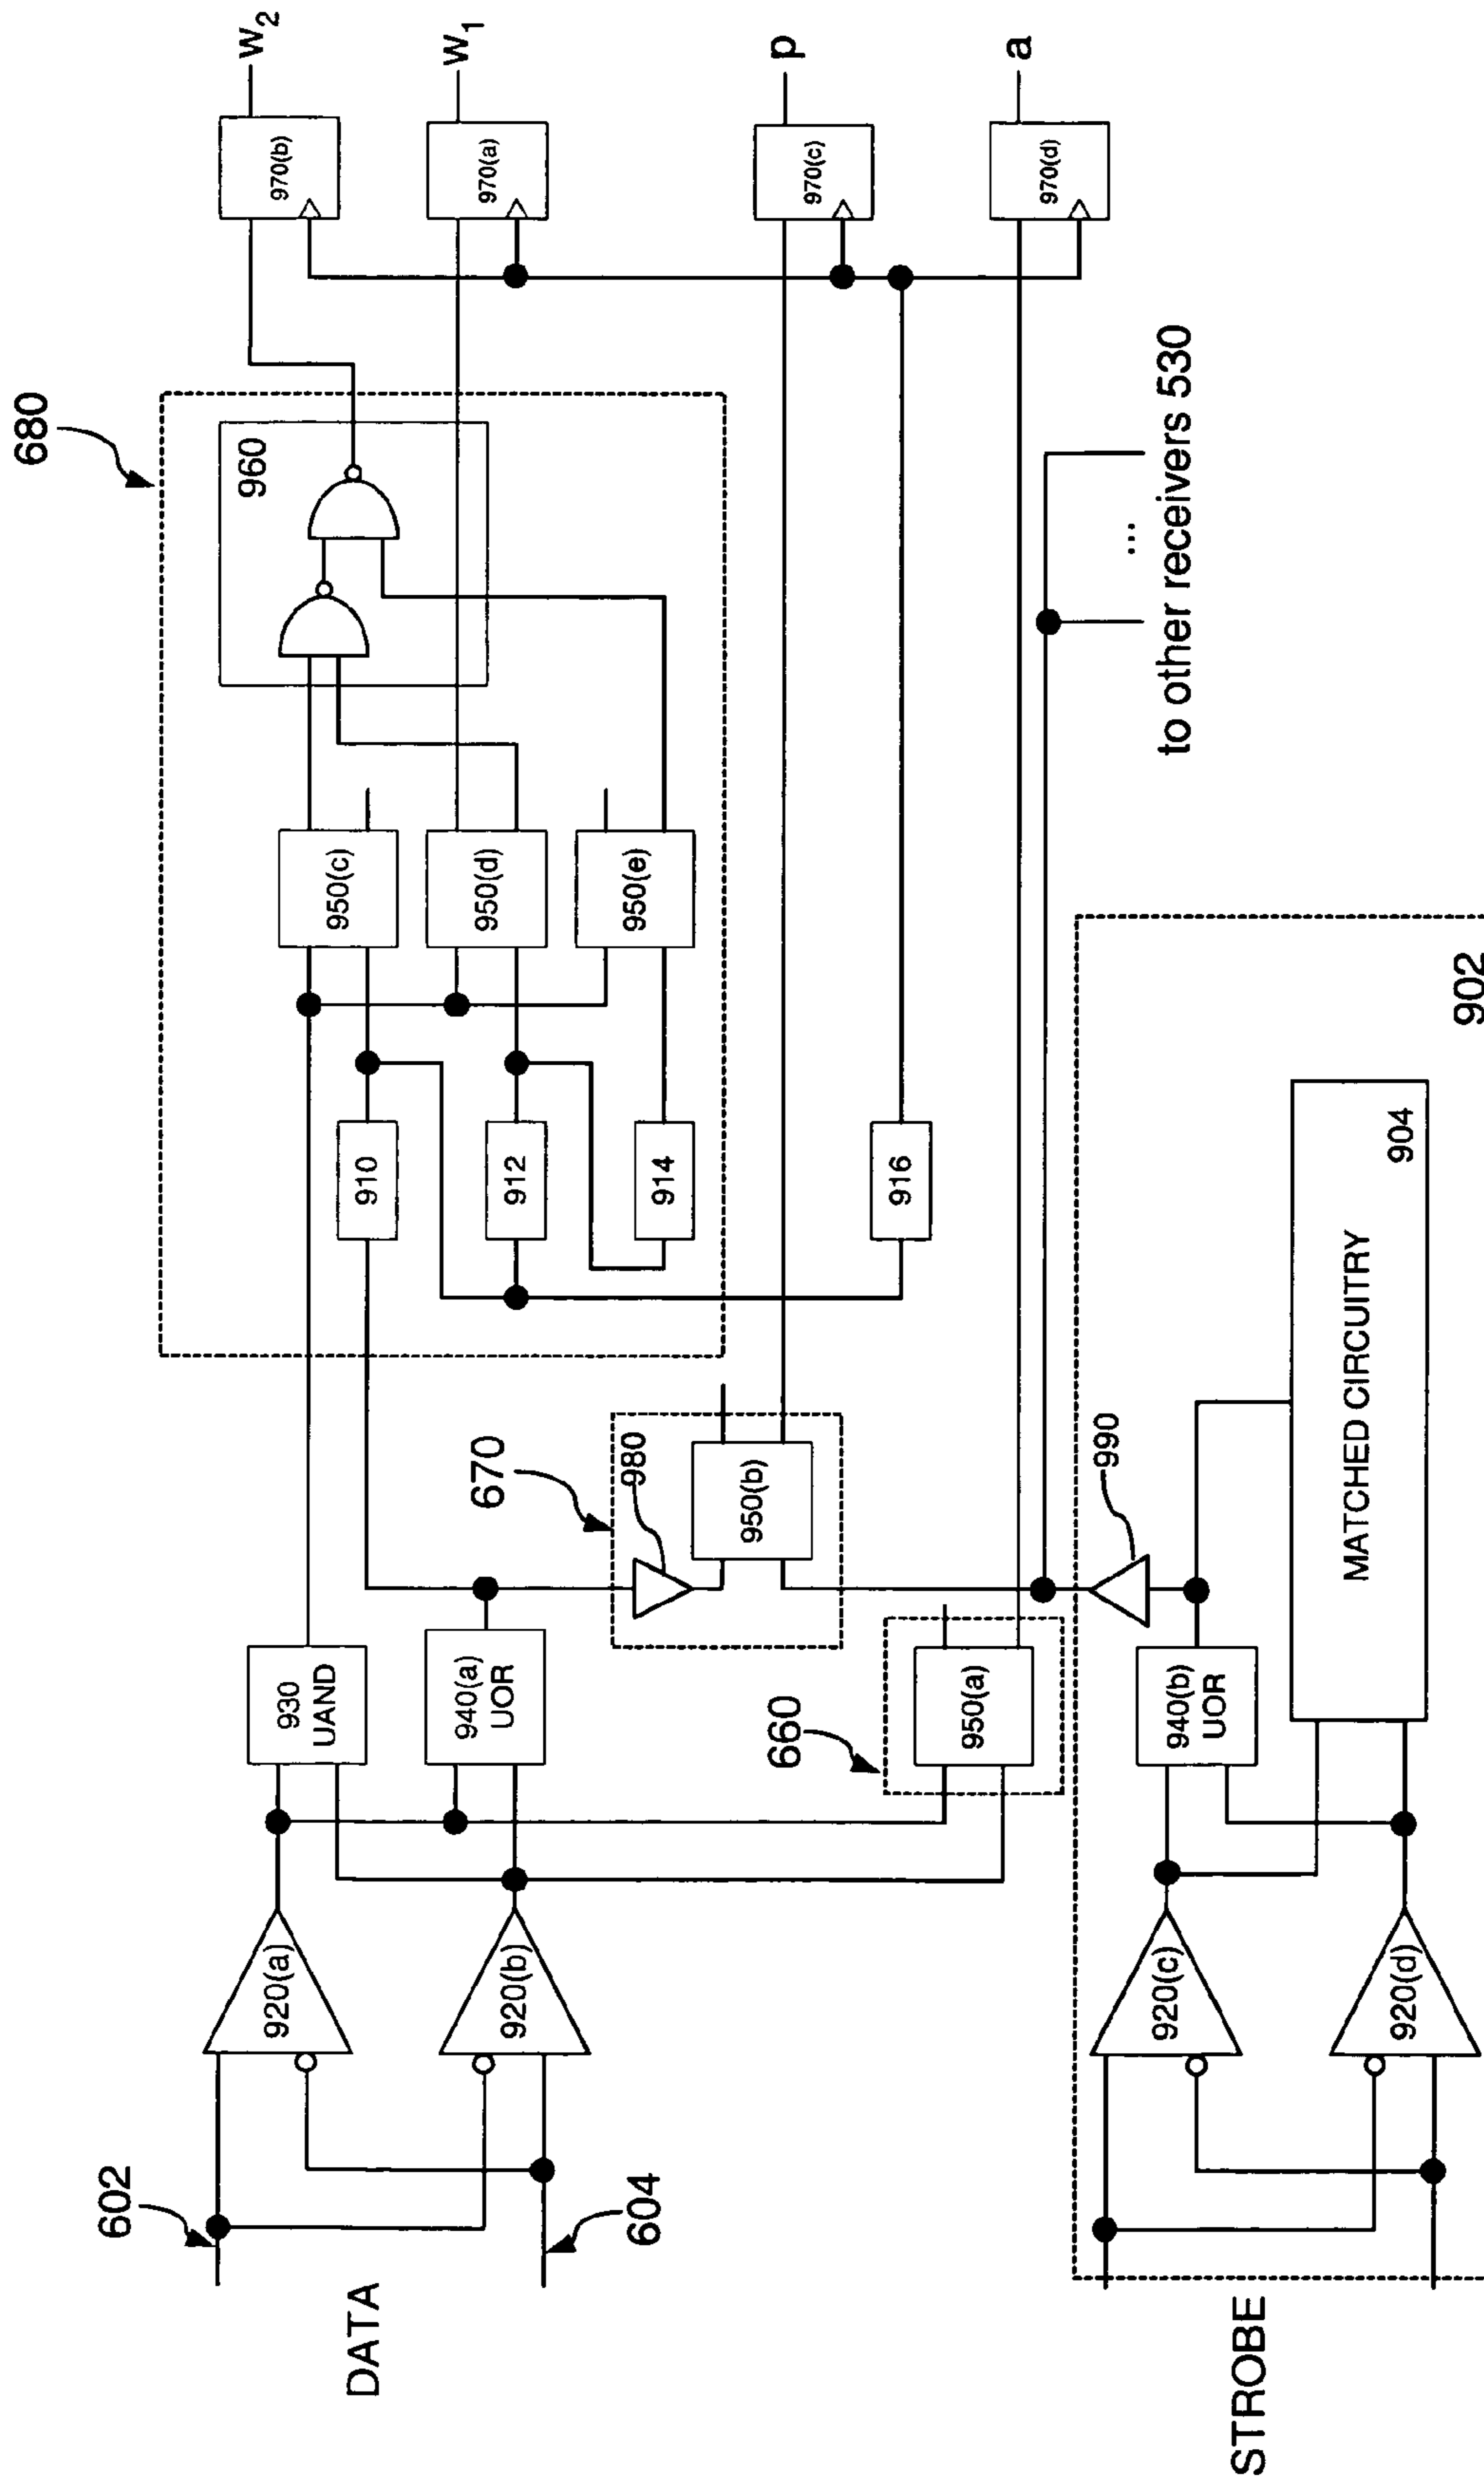 680
W2
W1
p
a
970(b)
970(a)
970(c)
970(d)
960
950(c)
950(d)
950(e)
910
912
914
916
670
980
950(b)
990
930
UAND
940(a)
UOR
660
950(a)
940(b)
UOR
920(a)
920(b)
920(c)
920(d)
602
604
DATA
STROBE
MATCHED CIRCUITRY
904
902
...
to other receivers 530